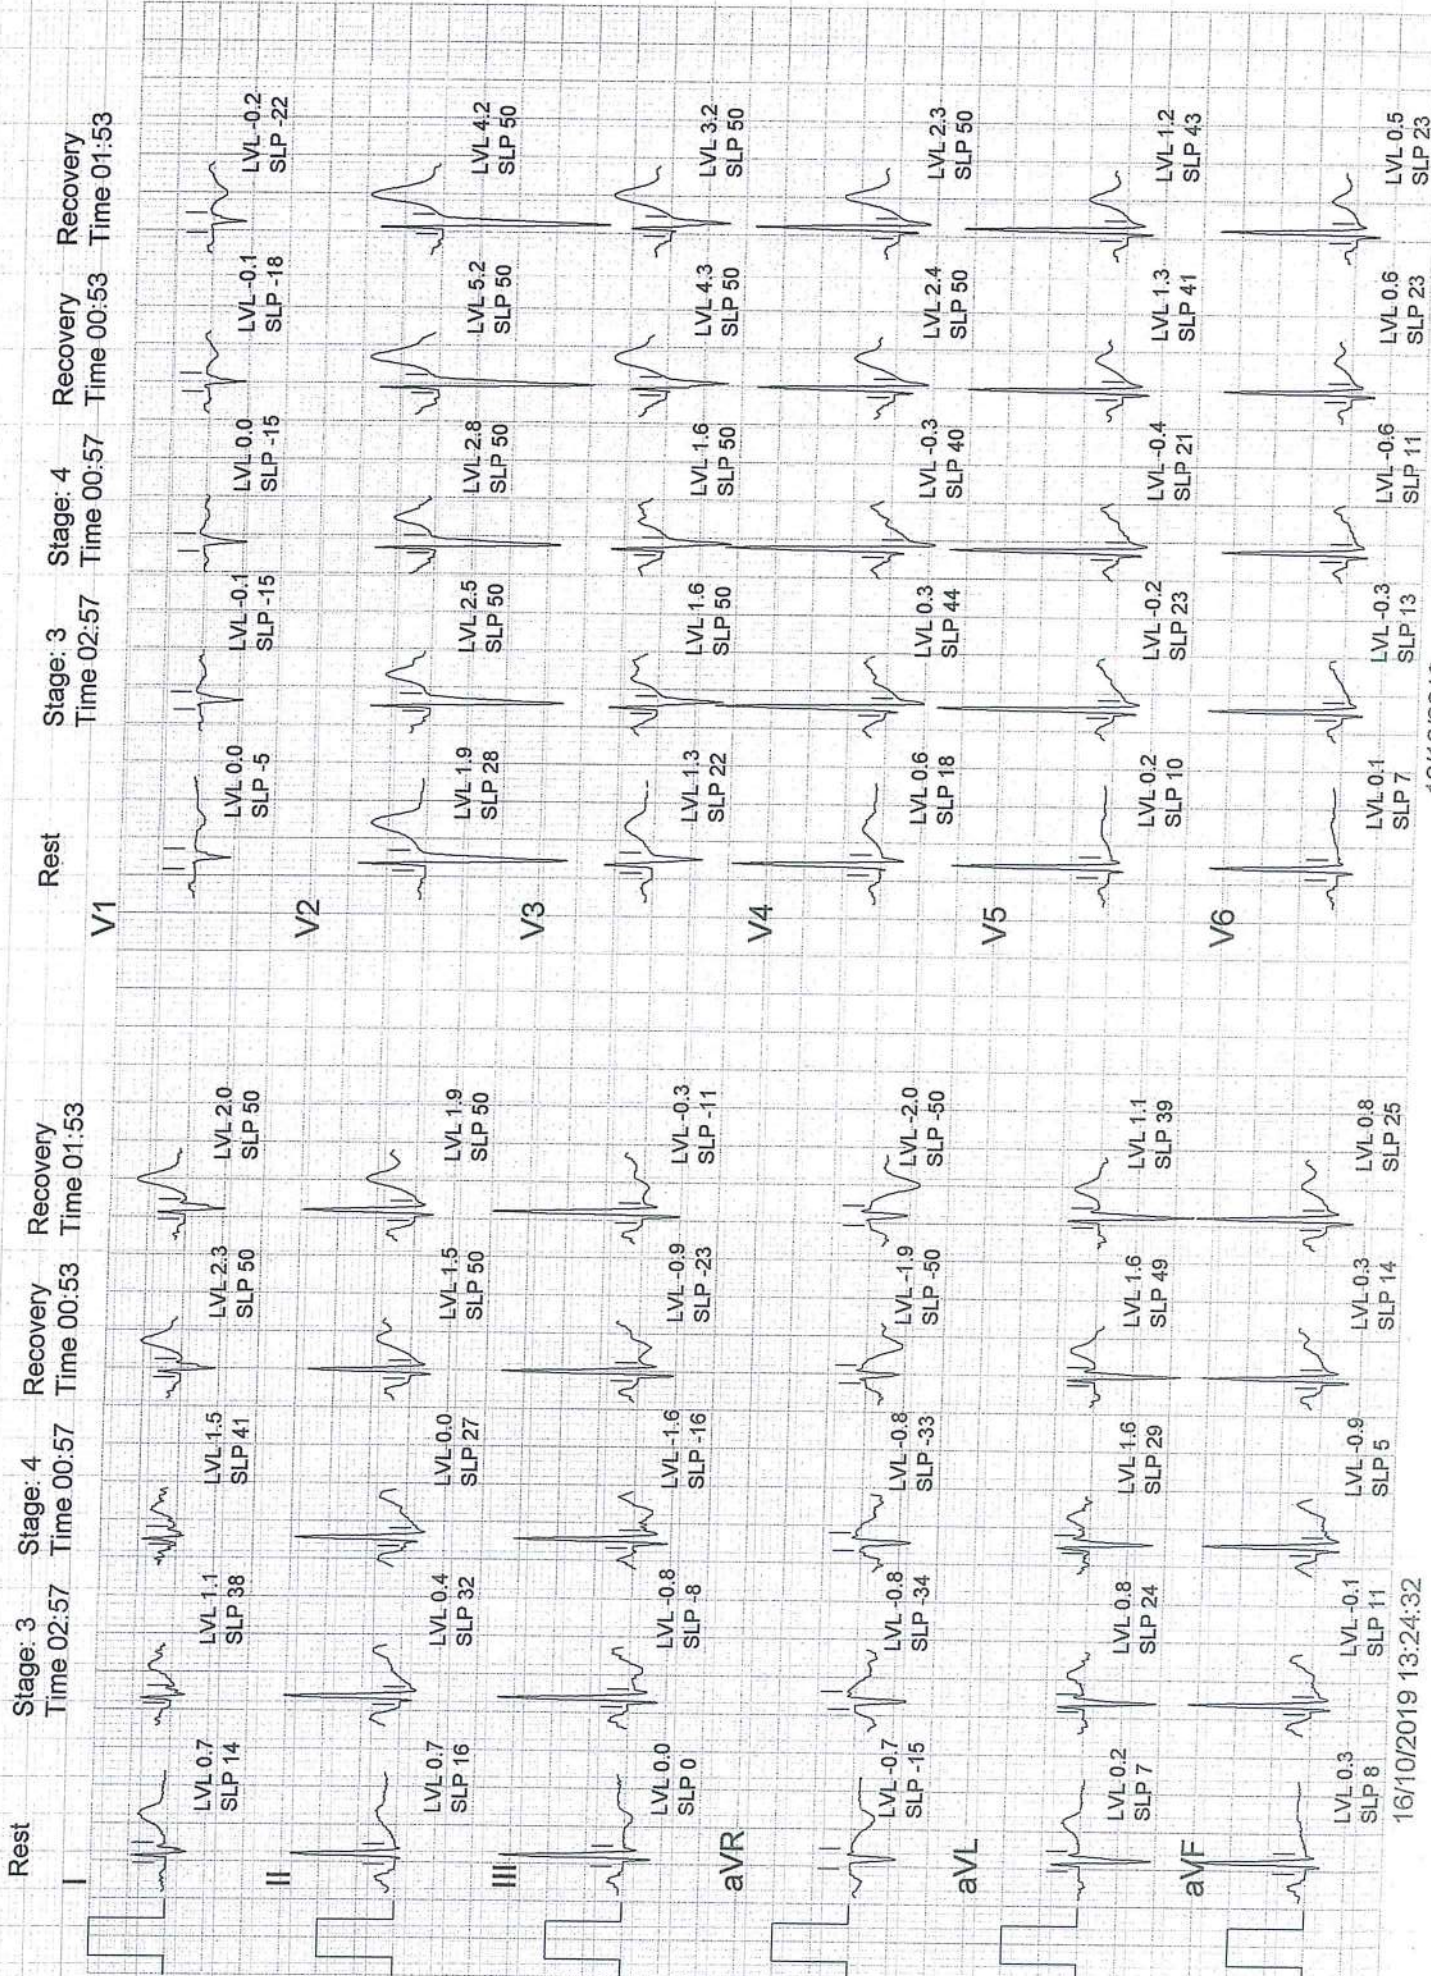 Rest
Stage: 3
Time 02:57
Stage: 4
Time 00:57
Recovery
Time 00:53
Recovery
Time 01:53
I
LVL 0.7
SLP 14
LVL 1.1
SLP 38
LVL 1.5
SLP 41
LVL 2.3
SLP 50
LVL 2.0
SLP 50
II
LVL 0.7
SLP 16
LVL 0.4
SLP 32
LVL 0.0
SLP 27
LVL 1.5
SLP 50
LVL 1.9
SLP 50
III
LVL 0.0
SLP 0
LVL -0.8
SLP -8
LVL -1.6
SLP -16
LVL -0.9
SLP -23
LVL -0.3
SLP -11
aVR
LVL -0.7
SLP -15
LVL -0.8
SLP -34
LVL -0.8
SLP -33
LVL -1.9
SLP -50
LVL -2.0
SLP -50
aVL
LVL 0.2
SLP 7
LVL 0.8
SLP 24
LVL 1.6
SLP 29
LVL 1.6
SLP 49
LVL 1.1
SLP 39
aVF
LVL 0.3
SLP 8
LVL -0.1
SLP 11
LVL -0.9
SLP 5
LVL 0.3
SLP 14
LVL 0.8
SLP 25
16/10/2019 13:24:32
Rest
Stage: 3
Time 02:57
Stage: 4
Time 00:57
Recovery
Time 00:53
Recovery
Time 01:53
V1
LVL 0.0
SLP -5
LVL -0.1
SLP -15
LVL 0.0
SLP -15
LVL -0.1
SLP -18
LVL -0.2
SLP -22
V2
LVL 1.9
SLP 28
LVL 2.5
SLP 50
LVL 2.8
SLP 50
LVL 5.2
SLP 50
LVL 4.2
SLP 50
V3
LVL 1.3
SLP 22
LVL 1.6
SLP 50
LVL 1.6
SLP 50
LVL 4.3
SLP 50
LVL 3.2
SLP 50
V4
LVL 0.6
SLP 18
LVL 0.3
SLP 44
LVL -0.3
SLP 40
LVL 2.4
SLP 50
LVL 2.3
SLP 50
V5
LVL 0.2
SLP 10
LVL -0.2
SLP 23
LVL -0.4
SLP 21
LVL 1.3
SLP 41
LVL 1.2
SLP 43
V6
LVL 0.1
SLP 7
LVL -0.3
SLP 13
LVL -0.6
SLP 11
LVL 0.6
SLP 23
LVL 0.5
SLP 23